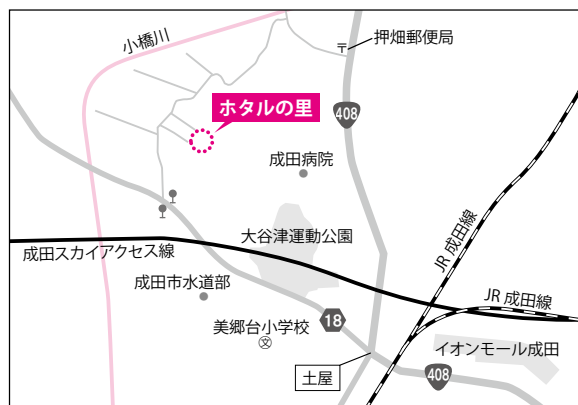 小橋川
〒
押畑郵便局
ホタルの里
408
成田病院
大谷津運動公園
JR 成田線
成田スカイアクセス線
成田市水道部
JR 成田線
18
美郷台小学校
文
イオンモール成田
土屋
408